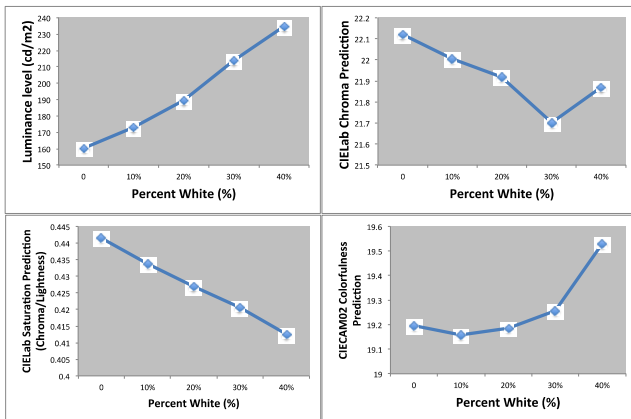 240
230
220
210
200
190
180
170
160
150
Luminance level (cd/m2)
0 10% 20% 30% 40%
Percent White (%)
22.2
22.1
22
21.9
21.8
21.7
21.6
21.5
CIELab Chroma Prediction
0 10% 20% 30% 40%
Percent White (%)
0.445
0.44
0.435
0.43
0.425
0.42
0.415
0.41
0.405
0.4
CIELab Saturation Prediction
(Chroma/Lightness)
0 10% 20% 30% 40%
Percent White (%)
19.6
19.5
19.4
19.3
19.2
19.1
19
CIECAM02 Colorfulness
Prediction
0 10% 20% 30% 40%
Percent White (%)